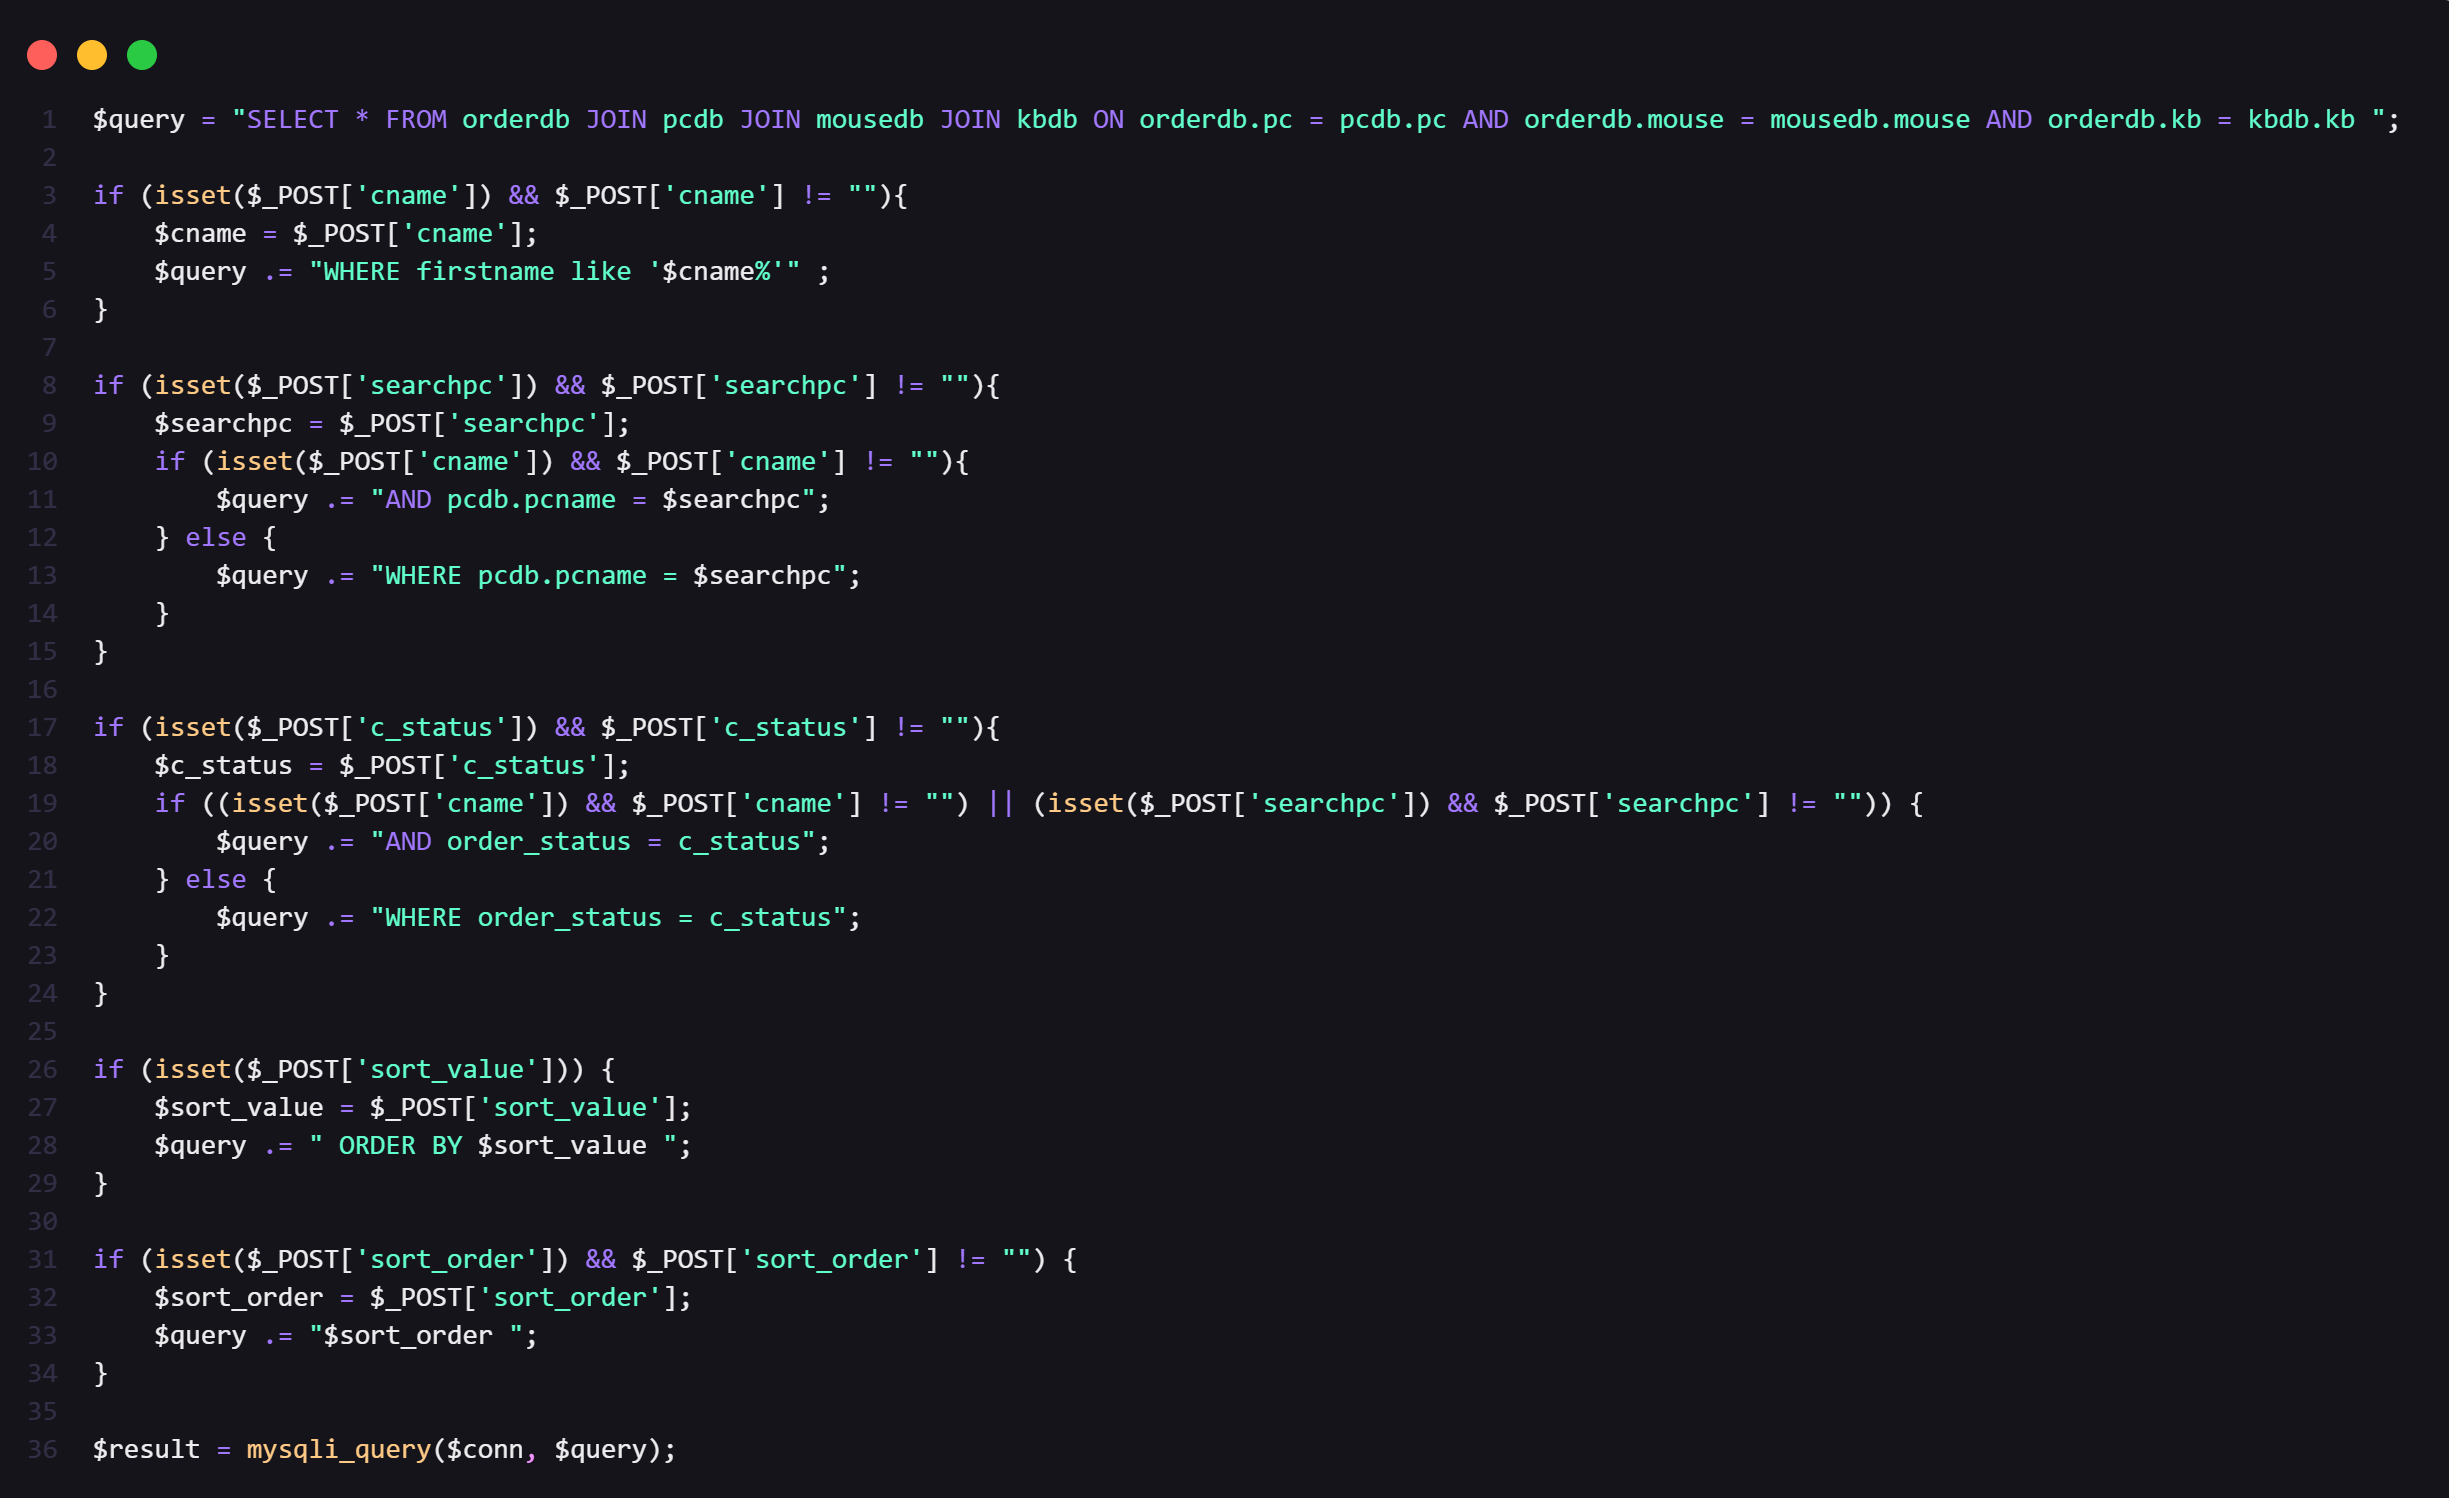 1 $query = "SELECT * FROM orderdb JOIN pcdb JOIN mousedb JOIN kbdb ON orderdb.pc = pcdb.pc AND orderdb.mouse = mousedb.mouse AND orderdb.kb = kbdb.kb ";
2
3 if (isset($_POST['cname']) && $_POST['cname'] != ""){
4     $cname = $_POST['cname'];
5     $query .= "WHERE firstname like '$cname%'" ;
6 }
7
8 if (isset($_POST['searchpc']) && $_POST['searchpc'] != ""){
9     $searchpc = $_POST['searchpc'];
10     if (isset($_POST['cname']) && $_POST['cname'] != ""){
11         $query .= "AND pcdb.pcname = $searchpc";
12     } else {
13         $query .= "WHERE pcdb.pcname = $searchpc";
14     }
15 }
16
17 if (isset($_POST['c_status']) && $_POST['c_status'] != ""){
18     $c_status = $_POST['c_status'];
19     if ((isset($_POST['cname']) && $_POST['cname'] != "") || (isset($_POST['searchpc']) && $_POST['searchpc'] != "")) {
20         $query .= "AND order_status = c_status";
21     } else {
22         $query .= "WHERE order_status = c_status";
23     }
24 }
25
26 if (isset($_POST['sort_value'])) {
27     $sort_value = $_POST['sort_value'];
28     $query .= " ORDER BY $sort_value ";
29 }
30
31 if (isset($_POST['sort_order']) && $_POST['sort_order'] != "") {
32     $sort_order = $_POST['sort_order'];
33     $query .= "$sort_order ";
34 }
35
36 $result = mysqli_query($conn, $query);